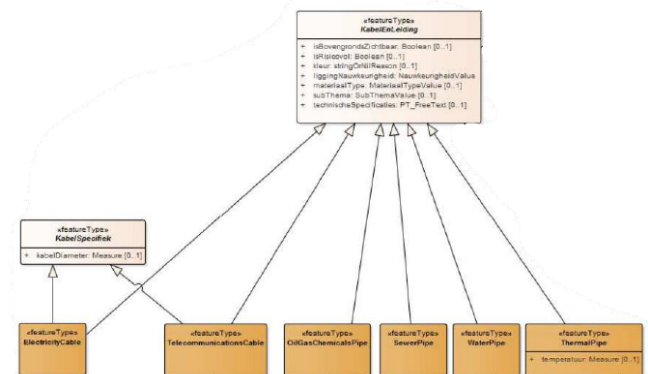 «featureType»
KabelEnLeiding
+ isBovengrondsZichtbaar: Boolean [0..1]
+ isRisicovol: Boolean [0..1]
+ kleur: stringOrNilReason [0..1]
+ liggingNauwkeurigheid: NauwkeurigheidValue
+ materiaalType: MateriaalTypeValue [0..1]
+ subThema: SubThemaValue [0..1]
+ technischeSpecificaties: PT_FreeText [0..1]
«featureType»
KabelSpecifiek
+ kabelDiameter: Measure [0..1]
«featureType»
ElectricityCable
«featureType»
TelecommunicationsCable
«featureType»
OilGasChemicalsPipe
«featureType»
SewerPipe
«featureType»
WaterPipe
«featureType»
ThermalPipe
+ temperatuur: Measure [0..1]